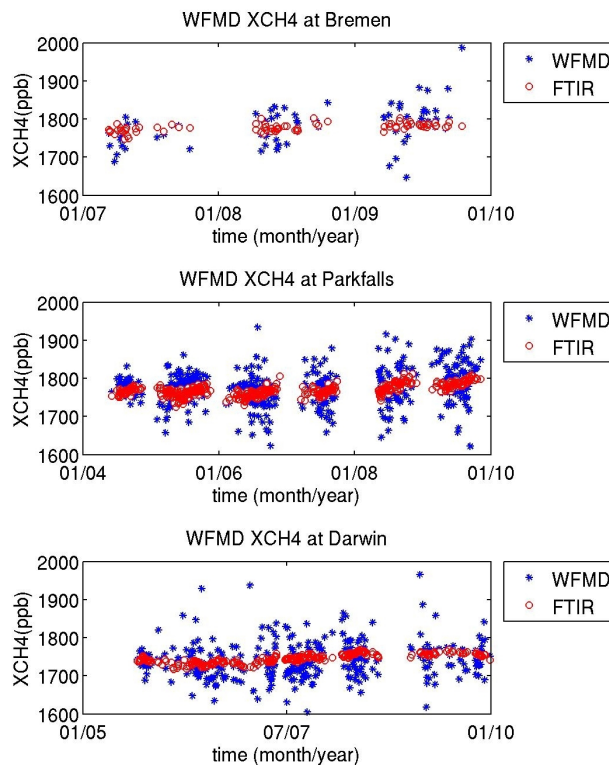 WFMD XCH4 at Bremen
2000
1900
1800
1700
1600
XCH4(ppb)
01/07 01/08 01/09 01/10
time (month/year)
WFMD
FTIR
WFMD XCH4 at Parkfalls
2000
1900
1800
1700
1600
XCH4(ppb)
01/04 01/06 01/08 01/10
time (month/year)
WFMD
FTIR
WFMD XCH4 at Darwin
2000
1900
1800
1700
1600
XCH4(ppb)
01/05 07/07 01/10
time (month/year)
WFMD
FTIR